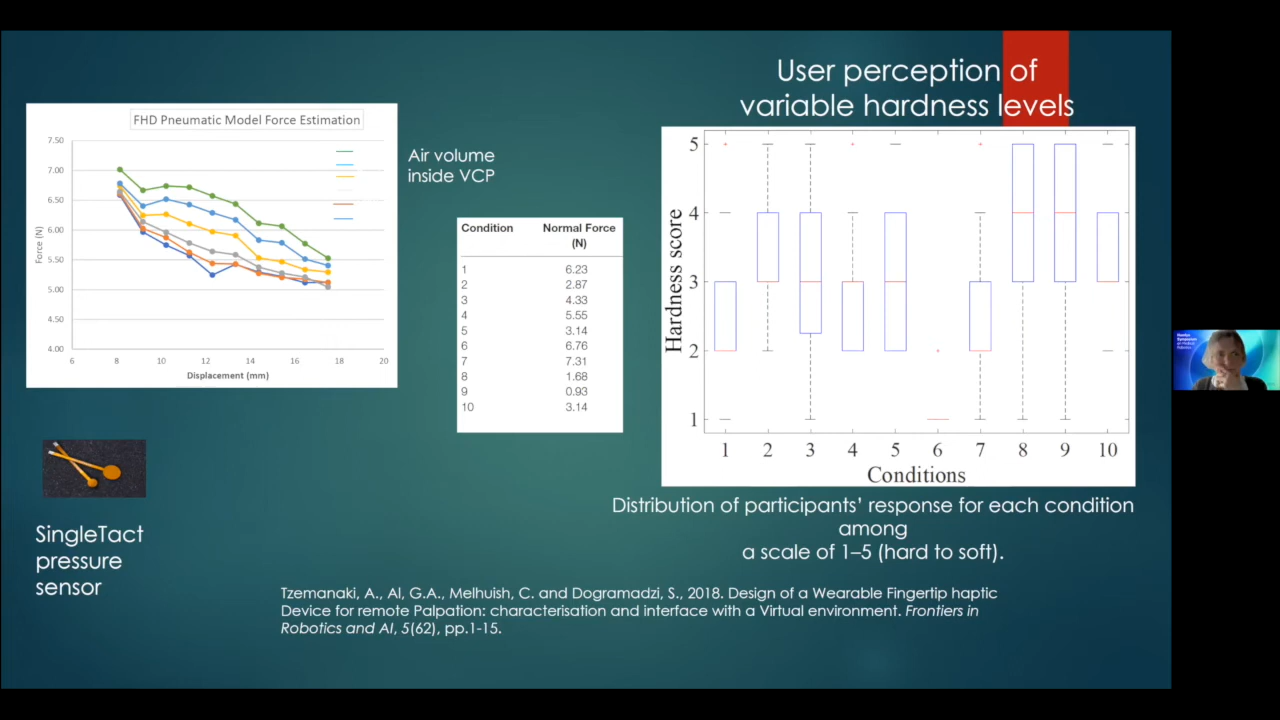 User perception of
variable hardness levels
FHD Pneumatic Model Force Estimation
7.50
7.00
6.50
6.00
5.50
5.00
4.50
4.00
Force (N)
6 8 10 12 14 16 18 20
Displacement (mm)
Air volume
inside VCP
Condition Normal Force
(N)
1 6.23
2 2.87
3 4.33
4 5.55
5 3.14
6 6.76
7 7.31
8 1.68
9 0.93
10 3.14
5
4
3
2
1
Hardness score
1 2 3 4 5 6 7 8 9 10
Conditions
Distribution of participants’ response for each condition
among
a scale of 1–5 (hard to soft).
SingleTact
pressure
sensor
Tzemanaki, A., Al, G.A., Melhuish, C. and Dogramadzi, S., 2018. Design of a Wearable Fingertip haptic
Device for remote Palpation: characterisation and interface with a Virtual environment. Frontiers in
Robotics and AI, 5(62), pp.1-15.
Hamlyn
Symposium